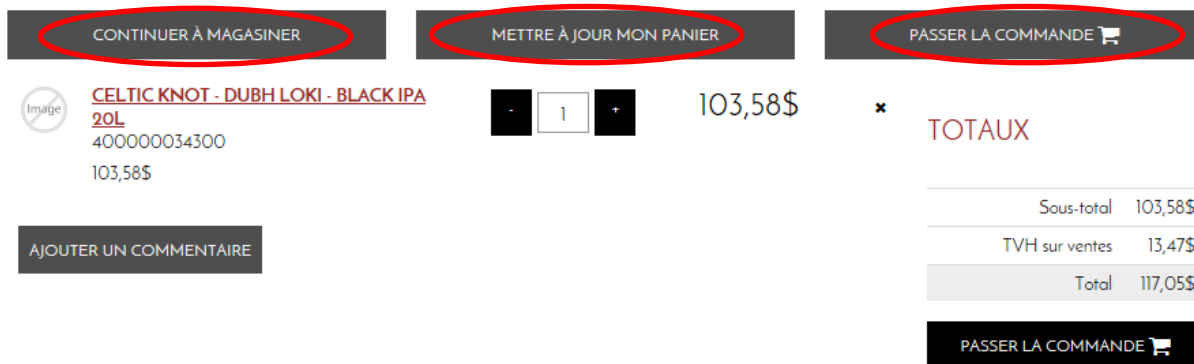 CONTINUER À MAGASINER
METTRE À JOUR MON PANIER
PASSER LA COMMANDE
Image
CELTIC KNOT - DUBH LOKI - BLACK IPA
20L
400000034300
103,58$
- 1 +
103,58$
×
TOTAUX
Sous-total 103,58$
TVH sur ventes 13,47$
Total 117,05$
AJOUTER UN COMMENTAIRE
PASSER LA COMMANDE